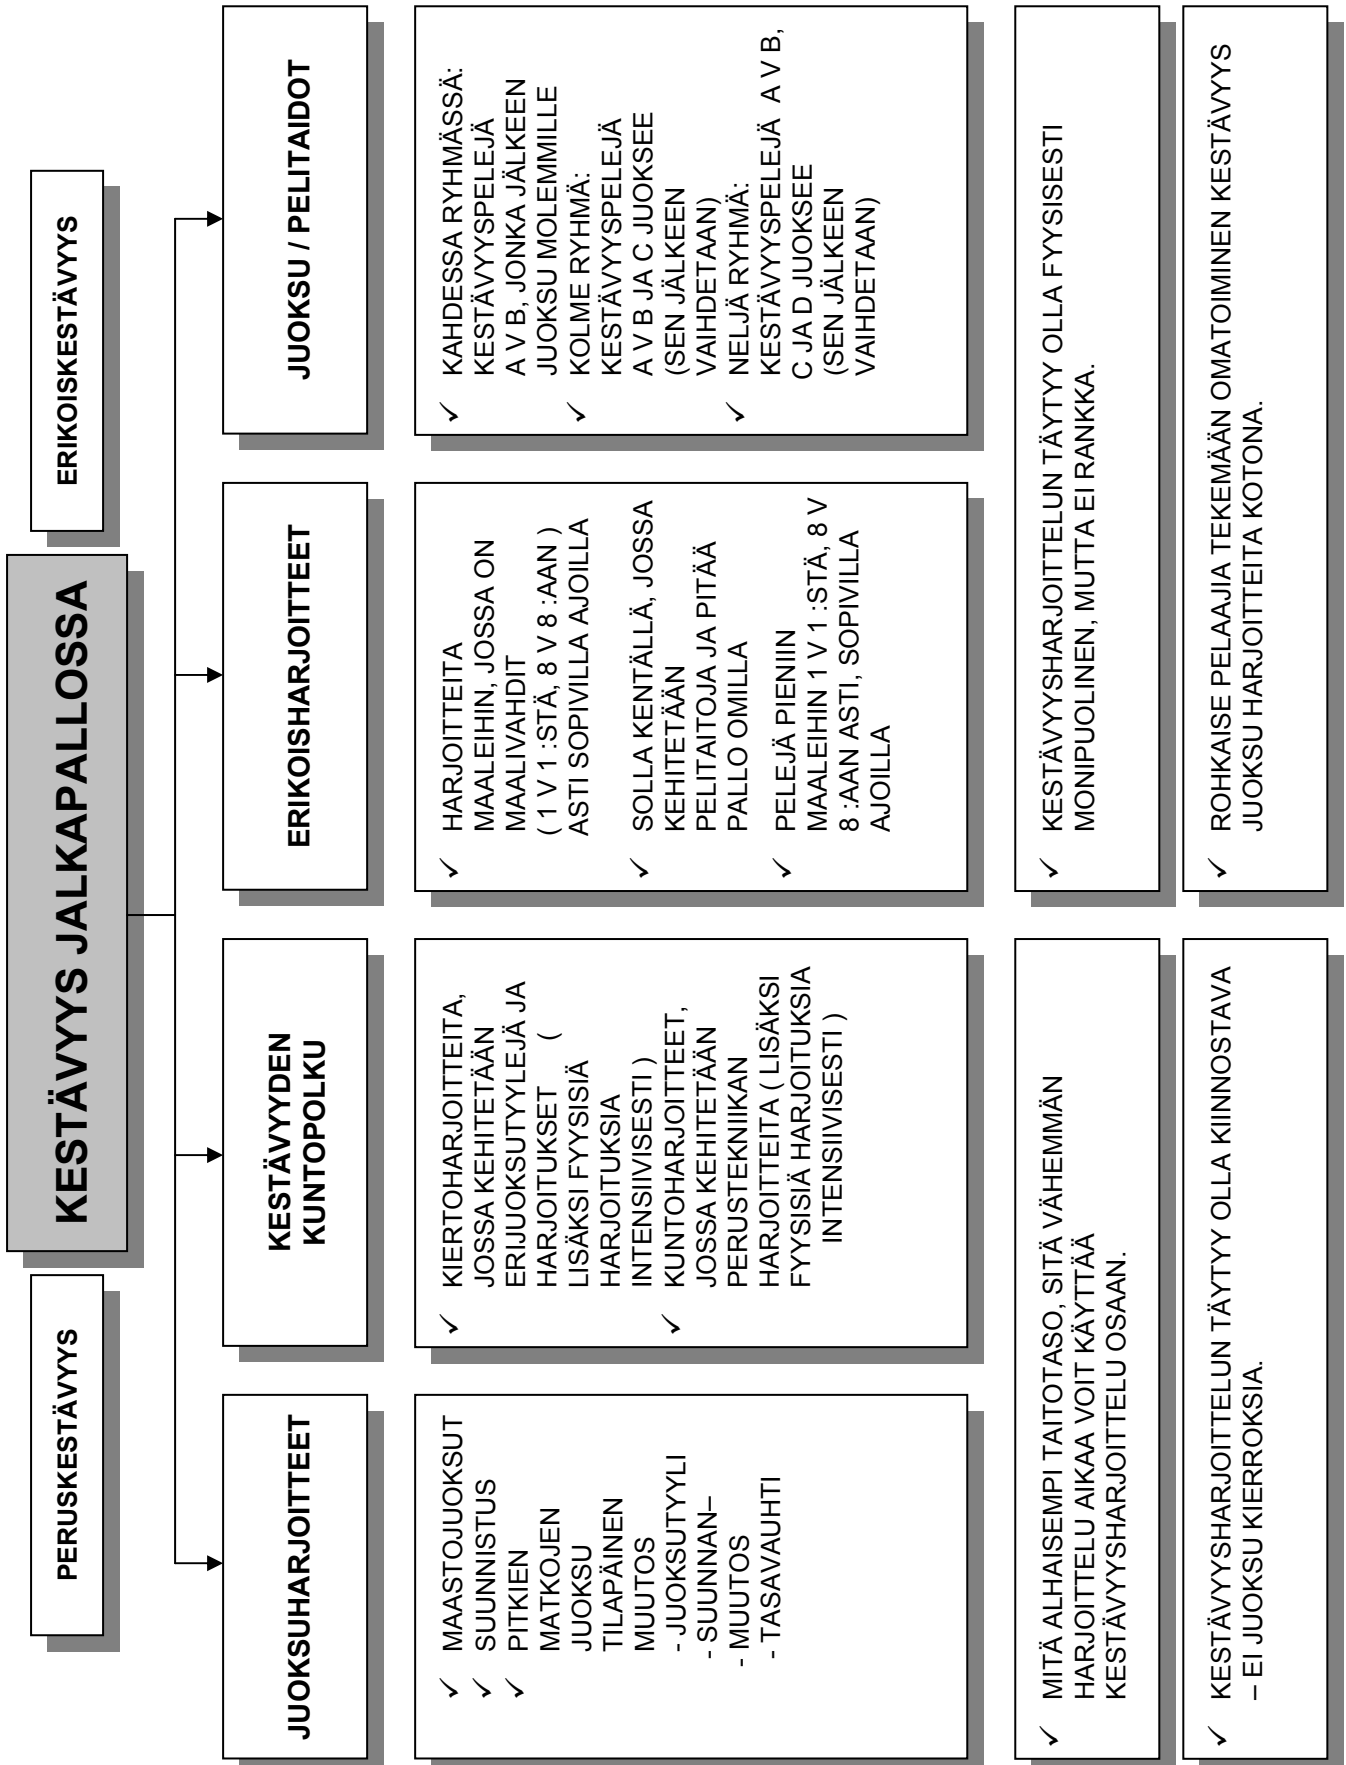 KESTÄVYYS JALKAPALLOSSA
PERUSKESTÄVYYS
ERIKOISKESTÄVYYS
JUOKSUHARJOITTEET
✓ MAASTOJUOKSUT
✓ SUUNNISTUS
✓ PITKIEN
MATKOJEN
JUOKSU
TILAPÄINEN
MUUTOS
- JUOKSUTYYLI
- SUUNNAN–
- MUUTOS
- TASAVAUHTI
KESTÄVYYDEN
KUNTOPOLKU
✓ KIERTOHARJOITTEITA,
JOSSA KEHITETÄÄN
ERIJUOKSUTYYLEJÄ JA
HARJOITUKSET (
LISÄKSI FYYSISIÄ
HARJOITUKSIA
INTENSIIVISESTI )
✓ KUNTOHARJOITTEET,
JOSSA KEHITETÄÄN
PERUSTEKNIIKAN
HARJOITTEITA ( LISÄKSI
FYYSISIÄ HARJOITUKSIA
INTENSIIVISESTI )
ERIKOISHARJOITTEET
✓ HARJOITTEITA
MAALEIHIN, JOSSA ON
MAALIVAHDIT
( 1 V 1 :STÄ, 8 V 8 :AAN )
ASTI SOPIVILLA AJOILLA
✓ SOLLA KENTÄLLÄ, JOSSA
KEHITETÄÄN
PELITAITOJA JA PITÄÄ
PALLO OMILLA
✓ PELEJÄ PIENIIN
MAALEIHIN 1 V 1 :STÄ, 8 V
8 :AAN ASTI, SOPIVILLA
AJOILLA
JUOKSU / PELITAIDOT
✓ KAHDESSA RYHMÄSSÄ:
KESTÄVYYSPELEJÄ
A V B, JONKA JÄLKEEN
JUOKSU MOLEMMILLE
✓ KOLME RYHMÄ:
KESTÄVYYSPELEJÄ
A V B JA C JUOKSEE
(SEN JÄLKEEN
VAIHDETAAN)
✓ NELJÄ RYHMÄ:
KESTÄVYYSPELEJÄ A V B,
C JA D JUOKSEE
(SEN JÄLKEEN
VAIHDETAAN)
✓ MITÄ ALHAISEMPI TAITOTASO, SITÄ VÄHEMMÄN
HARJOITTELU AIKAA VOIT KÄYTTÄÄ
KESTÄVYYSHARJOITTELU OSAAN.
✓ KESTÄVYYSHARJOITTELUN TÄYTYY OLLA FYYSISESTI
MONIPUOLINEN, MUTTA EI RANKKA.
✓ KESTÄVYYSHARJOITTELUN TÄYTYY OLLA KIINNOSTAVA
– EI JUOKSU KIERROKSIA.
✓ ROHKAISE PELAAJIA TEKEMÄÄN OMATOIMINEN KESTÄVYYS
JUOKSU HARJOITTEITA KOTONA.